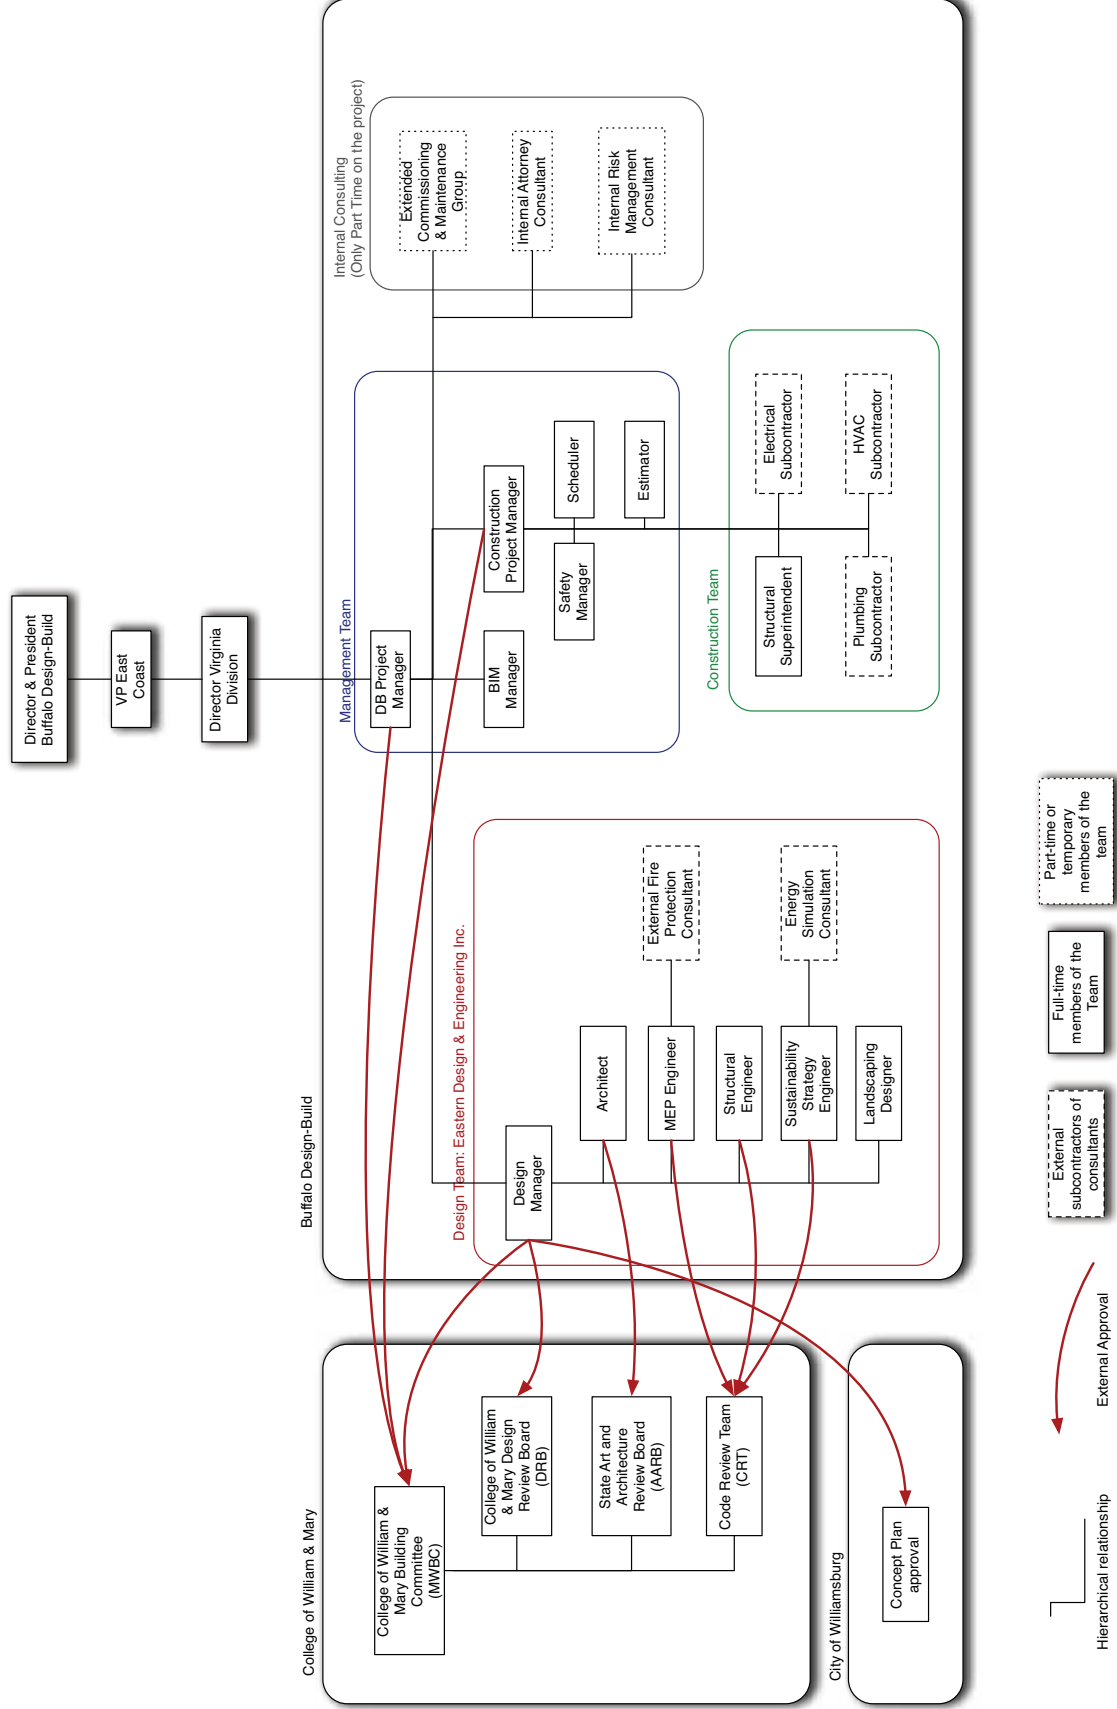 Director & President
Buffalo Design-Build
VP East
Coast
Director Virginia
Division
College of William & Mary
College of William &
Mary Building
Committee
(MWBC)
College of William
& Mary Design
Review Board
(DRB)
State Art and
Architecture
Review Board
(AARB)
Code Review Team
(CRT)
City of Williamsburg
Concept Plan
approval
Buffalo Design-Build
Design Team: Eastern Design & Engineering Inc.
Design
Manager
Architect
MEP Engineer
External Fire
Protection
Consultant
Structural
Engineer
Sustainability
Strategy
Engineer
Energy
Simulation
Consultant
Landscaping
Designer
Management Team
DB Project
Manager
BIM
Manager
Construction
Project Manager
Safety
Manager
Scheduler
Estimator
Construction Team
Structural
Superintendent
Electrical
Subcontractor
Plumbing
Subcontractor
HVAC
Subcontractor
Internal Consulting
(Only Part Time on the project)
Extended
Commissioning
& Maintenance
Group
Internal Attorney
Consultant
Internal Risk
Management
Consultant
Hierarchical relationship
External Approval
External
subcontractors of
consultants
Full-time
members of the
Team
Part-time or
temporary
members of the
team